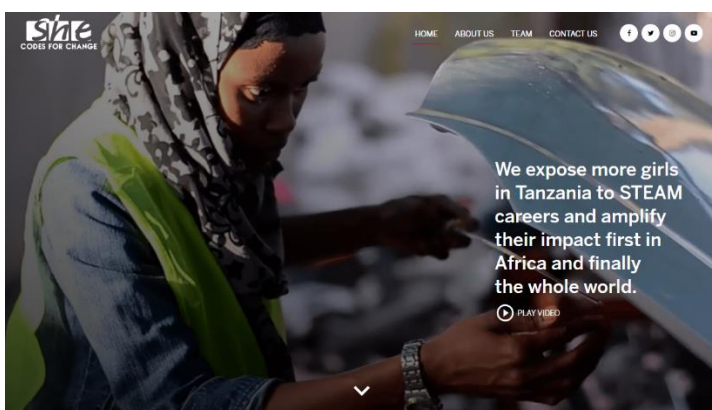 She
CODES FOR CHANGE
HOME ABOUT US TEAM CONTACT US
We expose more girls
in Tanzania to STEAM
careers and amplify
their impact first in
Africa and finally
the whole world.
PLAY VIDEO